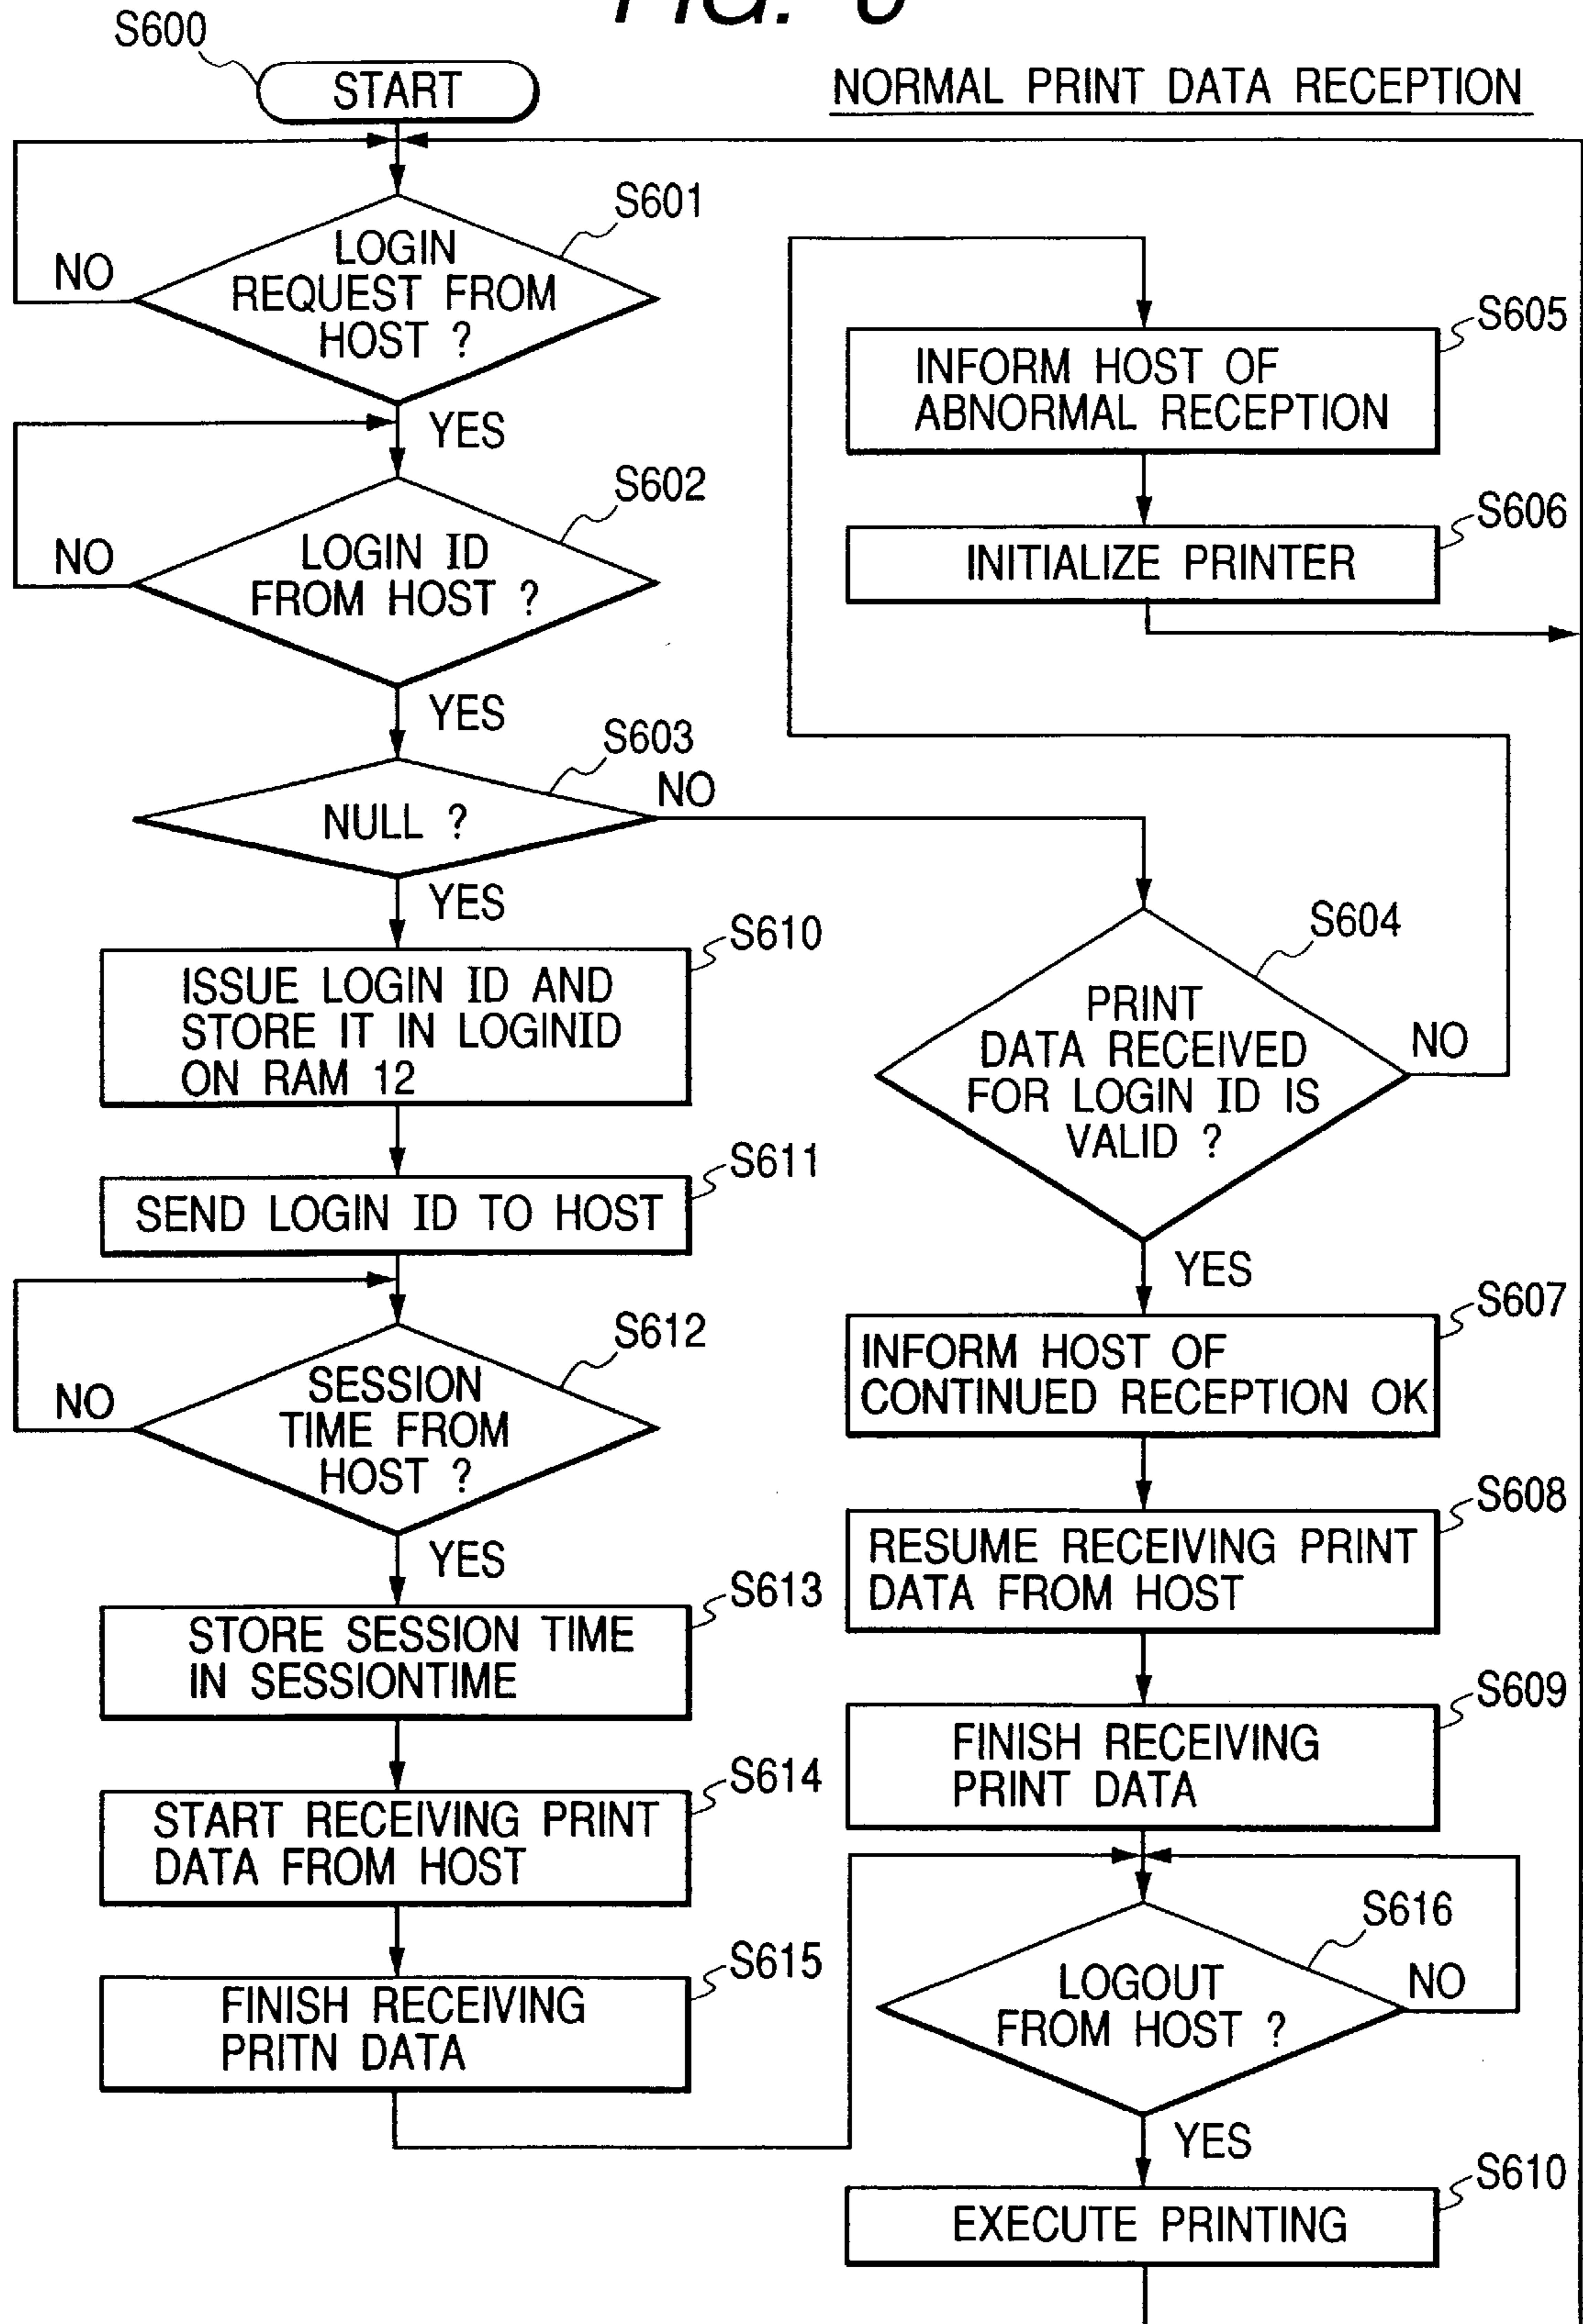 S600
START
NORMAL PRINT DATA RECEPTION
S601
LOGIN
REQUEST FROM
HOST ?
NO
YES
S602
LOGIN ID
FROM HOST ?
NO
YES
S603
NULL ?
NO
YES
S610
ISSUE LOGIN ID AND
STORE IT IN LOGINID
ON RAM 12
S611
SEND LOGIN ID TO HOST
S612
SESSION
TIME FROM
HOST ?
NO
YES
S613
STORE SESSION TIME
IN SESSIONTIME
S614
START RECEIVING PRINT
DATA FROM HOST
S615
FINISH RECEIVING
PRITN DATA
S605
INFORM HOST OF
ABNORMAL RECEPTION
S606
INITIALIZE PRINTER
S604
PRINT
DATA RECEIVED
FOR LOGIN ID IS
VALID ?
NO
YES
S607
INFORM HOST OF
CONTINUED RECEPTION OK
S608
RESUME RECEIVING PRINT
DATA FROM HOST
S609
FINISH RECEIVING
PRINT DATA
S616
LOGOUT
FROM HOST ?
NO
YES
S610
EXECUTE PRINTING